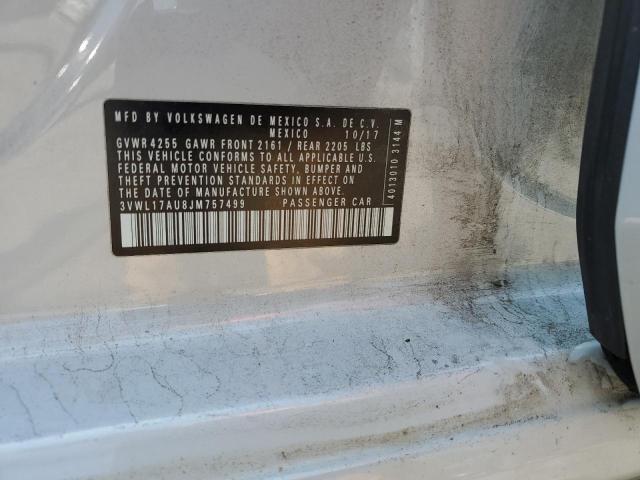 MFD BY VOLKSWAGEN DE MEXICO S.A. DE C.V.
MEXICO 10/17
GVWR4255 GAWR FRONT 2161 / REAR 2205 LBS
THIS VEHICLE CONFORMS TO ALL APPLICABLE U.S.
FEDERAL MOTOR VEHICLE SAFETY, BUMPER,
AND THEFT PREVENTION STANDARDS IN EFFECT ON
THE DATE OF MANUFACTURE SHOWN ABOVE
3VWL17AU8JM757499 PASSENGER CAR
4013010 3144 M